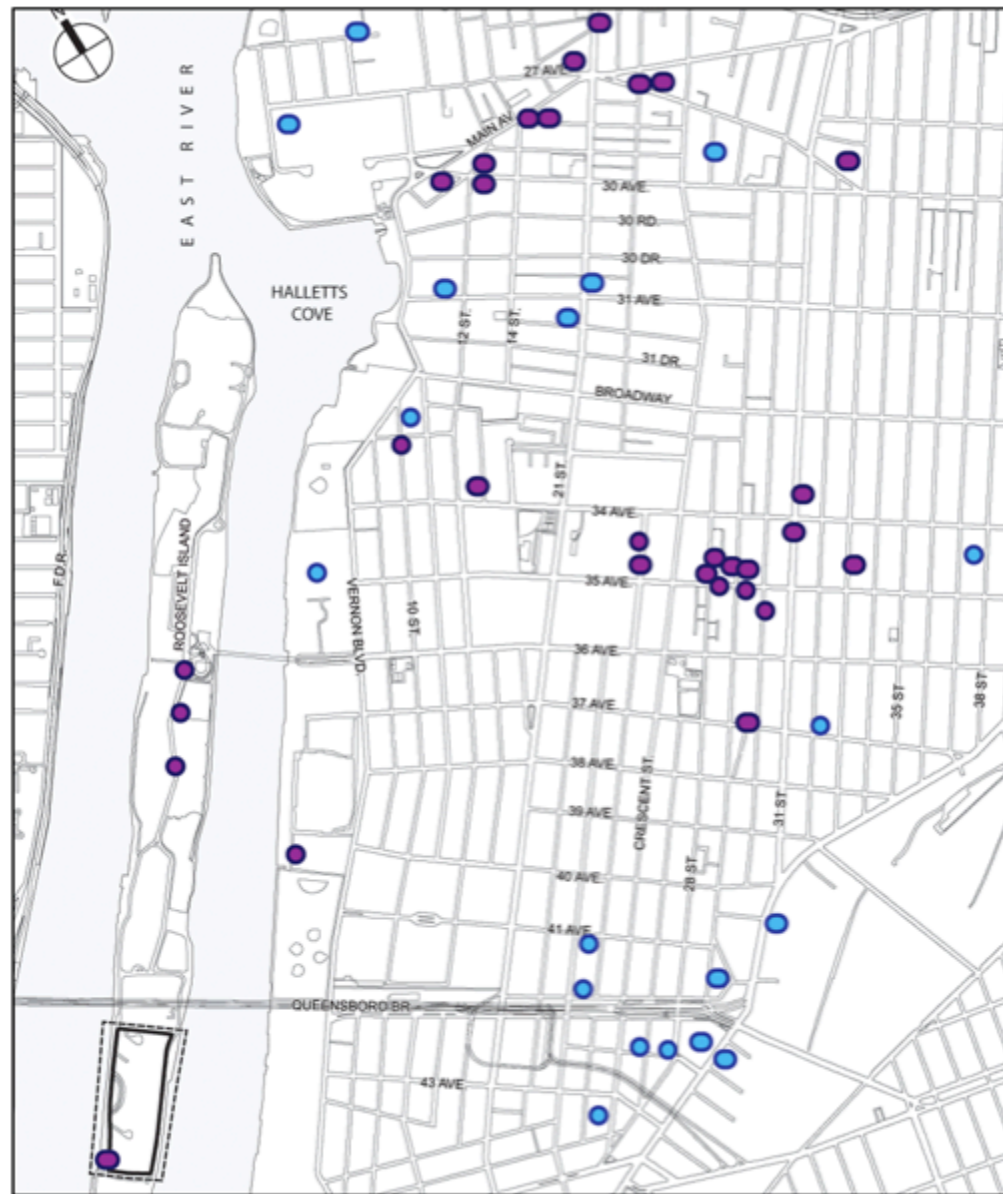 27 AVE.
EAST RIVER
MAIN AV.
30 AVE.
30 RD.
30 DR.
HALLETTS
COVE
31 AVE.
12 ST.
14 ST.
31 DR.
BROADWAY
21 ST.
34 AVE.
F.D.R.
ROOSEVELT ISLAND
35 AVE.
VERNON BLVD.
10 ST.
36 AVE.
35 ST
38 ST
37 AVE.
38 AVE.
CRESCENT ST.
31 ST
39 AVE.
28 ST
40 AVE.
41 AVE.
QUEENSBORO BR
43 AVE.